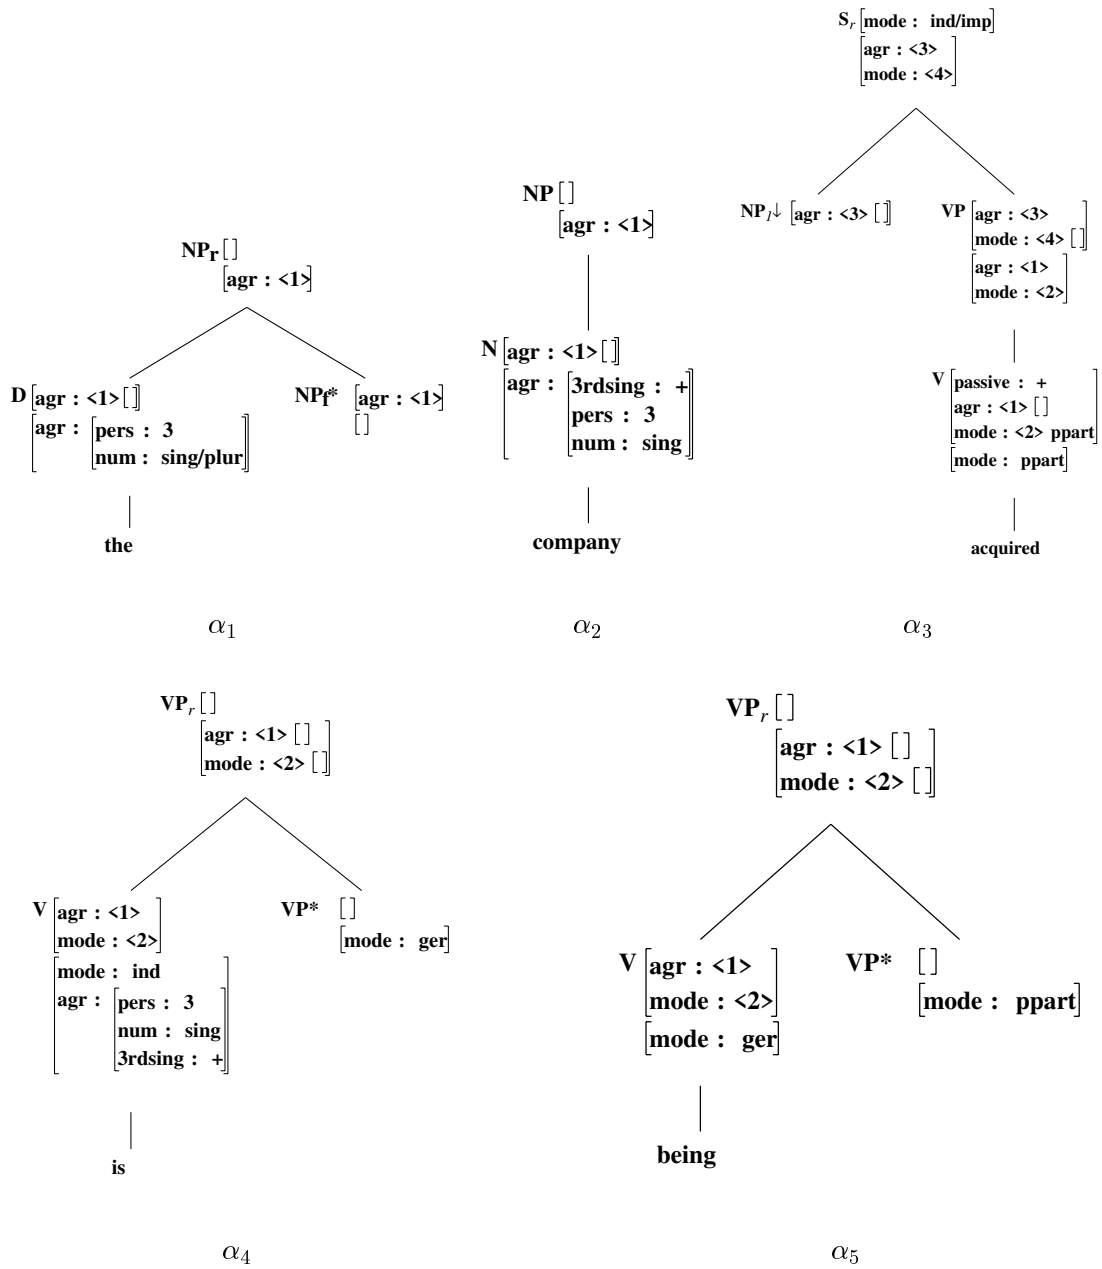 S_r [mode : ind/imp]
[agr : <3>
mode : <4>]
NP_1↓ [agr : <3> [ ]]
VP [agr : <3>
mode : <4> [ ]]
[agr : <1>
mode : <2>]
V [passive : +
agr : <1> [ ]
mode : <2> ppart]
[mode : ppart]
acquired
NP [ ]
[agr : <1>]
N [agr : <1> [ ]]
[agr : [3rdsing : +
pers : 3
num : sing]]
company
NP_r [ ]
[agr : <1>]
D [agr : <1> [ ]]
[agr : [pers : 3
num : sing/plur]]
NP_f* [agr : <1>]
[ ]
the
α1 α2 α3
VP_r [ ]
[agr : <1> [ ]
mode : <2> [ ]]
V [agr : <1>
mode : <2>]
[mode : ind
agr : [pers : 3
num : sing
3rdsing : +]]
VP* [ ]
[mode : ger]
is
VP_r [ ]
[agr : <1> [ ]
mode : <2> [ ]]
V [agr : <1>
mode : <2>]
[mode : ger]
VP* [ ]
[mode : ppart]
being
α4 α5